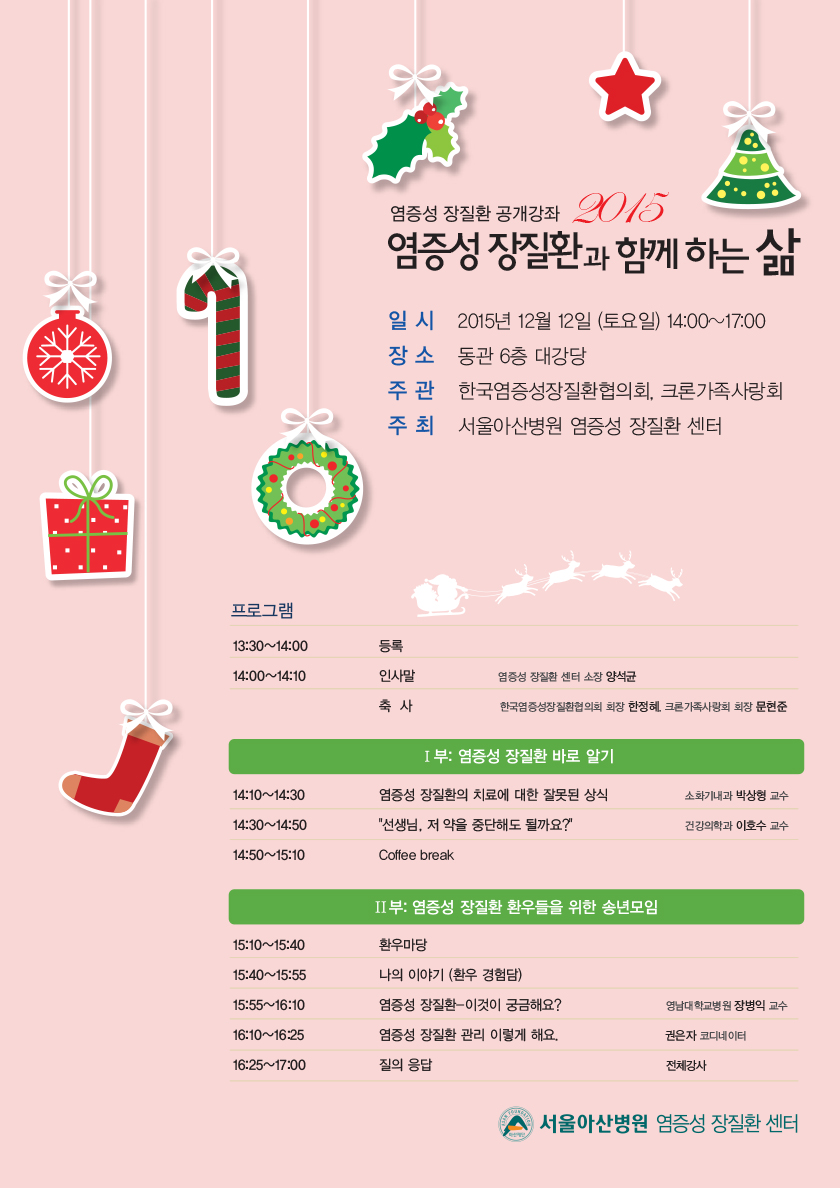 염증성 장질환 공개강좌 2015
염증성 장질환과 함께 하는 삶
일 시 2015년 12월 12일 (토요일) 14:00~17:00
장 소 동관 6층 대강당
주 관 한국염증성장질환협의회, 크론가족사랑회
주 최 서울아산병원 염증성 장질환 센터
프로그램
13:30~14:00 등록
14:00~14:10 인사말 염증성 장질환 센터 소장 양석균
축 사 한국염증성장질환협의회 회장 한정혜, 크론가족사랑회 회장 문현준
I 부: 염증성 장질환 바로 알기
14:10~14:30 염증성 장질환의 치료에 대한 잘못된 상식 소화기내과 박상형 교수
14:30~14:50 "선생님, 저 약을 중단해도 될까요?" 건강의학과 이호수 교수
14:50~15:10 Coffee break
II 부: 염증성 장질환 환우들을 위한 송년모임
15:10~15:40 환우마당
15:40~15:55 나의 이야기 (환우 경험담)
15:55~16:10 염증성 장질환-이것이 궁금해요? 영남대학교병원 장병익 교수
16:10~16:25 염증성 장질환 관리 이렇게 해요. 권은자 코디네이터
16:25~17:00 질의 응답 전체강사
서울아산병원 염증성 장질환 센터